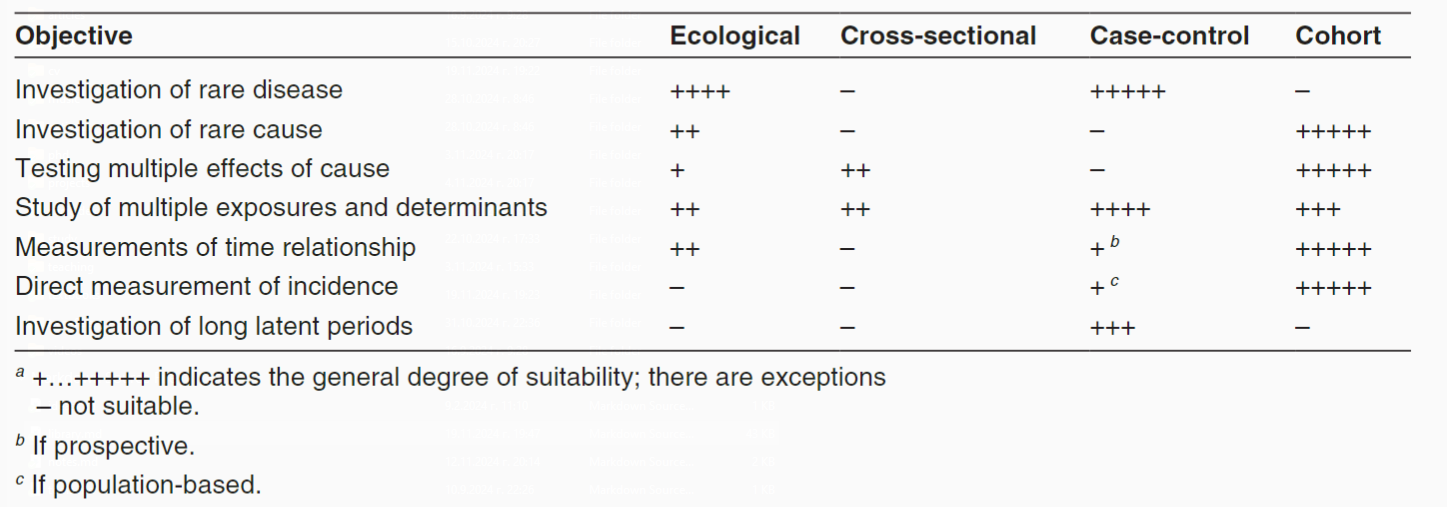 Objective Ecological Cross-sectional Case-control Cohort
Investigation of rare disease ++++ – +++++ –
Investigation of rare cause ++ – – +++++
Testing multiple effects of cause + ++ – +++++
Study of multiple exposures and determinants ++ ++ ++++ +++
Measurements of time relationship ++ – + b +++++
Direct measurement of incidence – – + c +++++
Investigation of long latent periods – – +++ –
a +…+++++ indicates the general degree of suitability; there are exceptions
– not suitable.
b If prospective.
c If population-based.